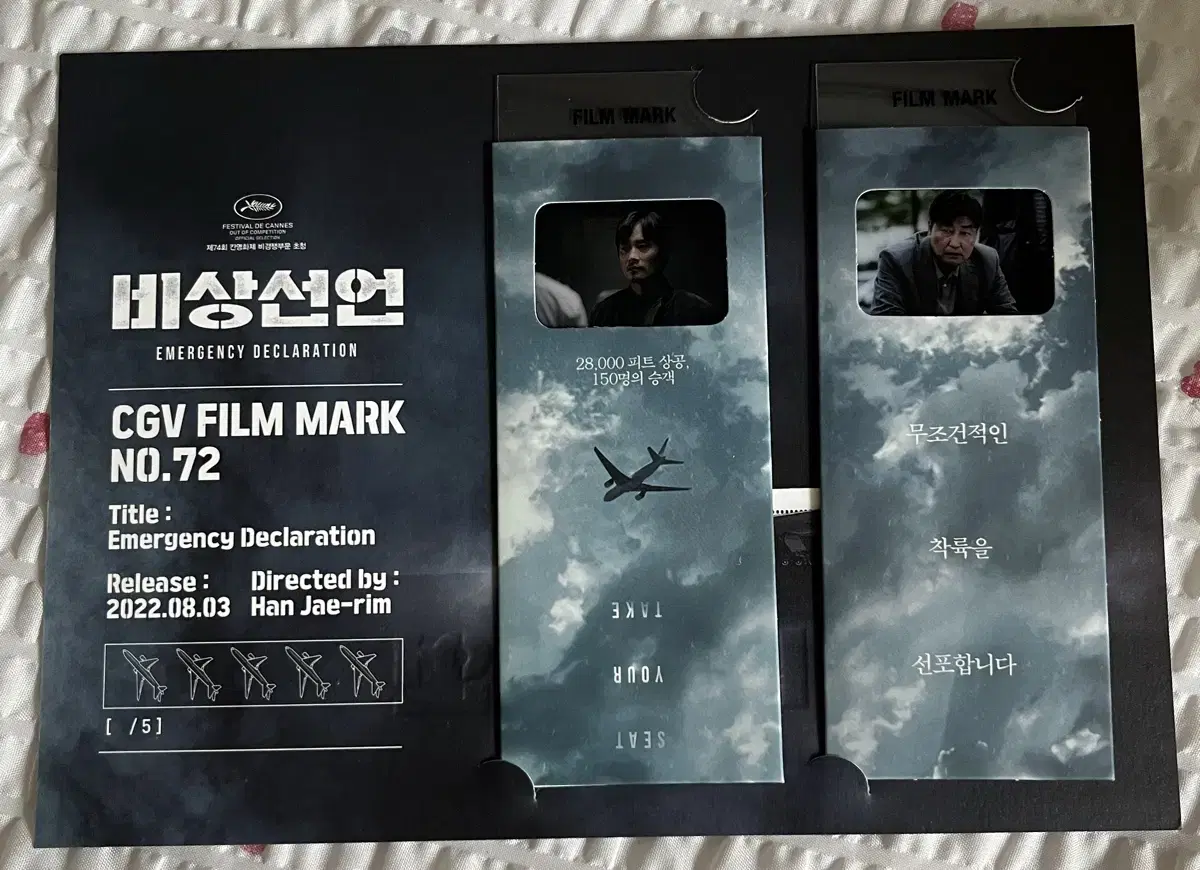 FESTIVAL DE CANNES
OUT OF COMPETITION
OFFICIAL SELECTION
제74회 칸영화제 비경쟁부문 초청
비상선언
EMERGENCY DECLARATION
CGV FILM MARK
NO.72
Title :
Emergency Declaration
Release :
2022.08.03
Directed by :
Han Jae-rim
[ /5]
FILM MARK
28,000 피트 상공,
150명의 승객
TAKE
YOUR
SEAT
FILM MARK
무조건적인
착륙을
선포합니다